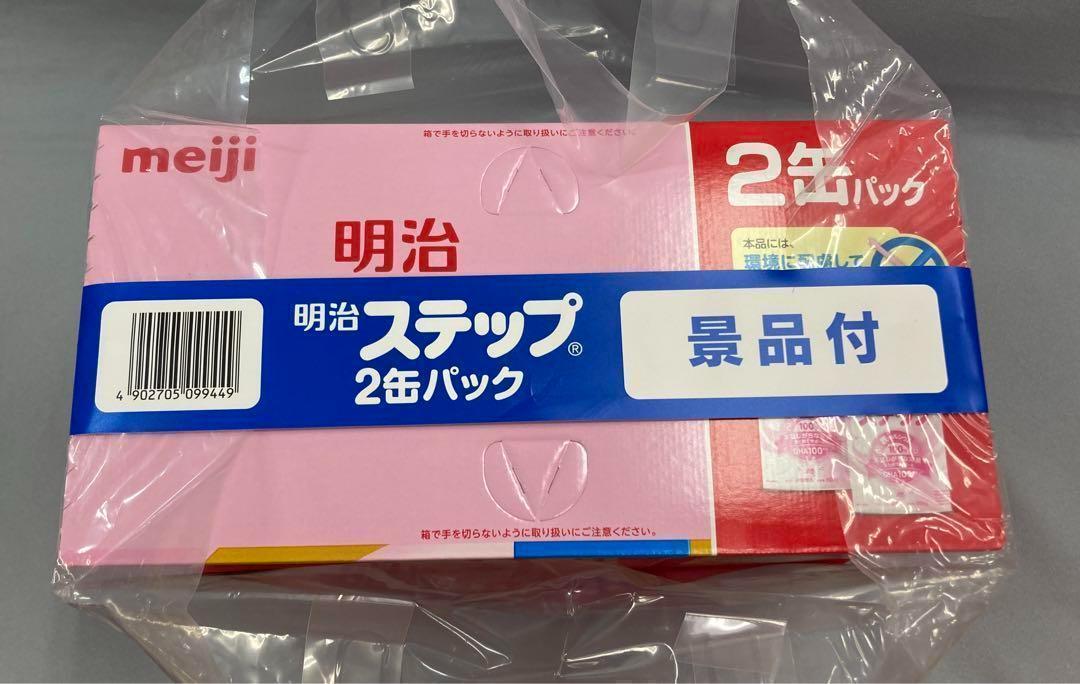 箱で手を切らないように取り扱いにご注意ください。
meiji
2缶パック
明治
本品には、
環境に配慮して
明治ステップ®
2缶パック
景品付
4 902705 099449
100
DHA100
箱で手を切らないように取り扱いにご注意ください。